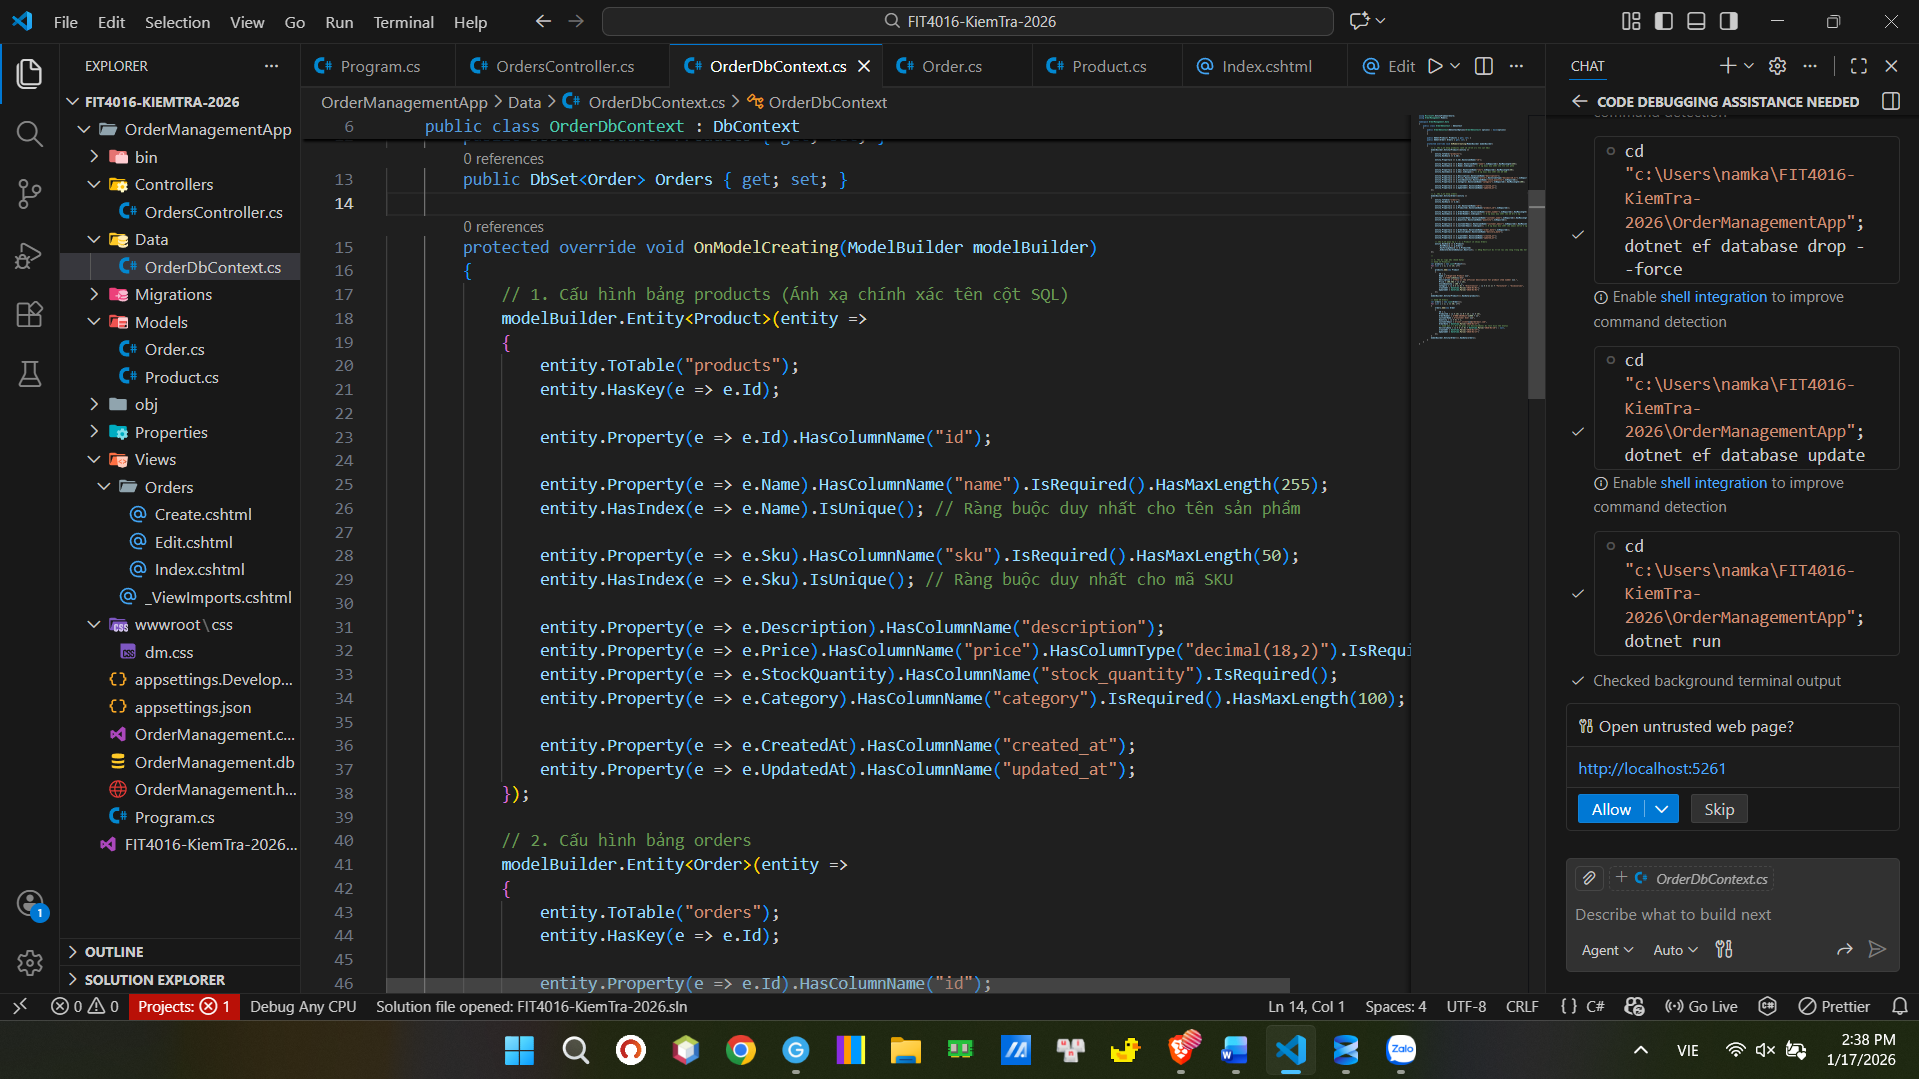 File Edit Selection View Go Run Terminal Help
FIT4016-KiemTra-2026
EXPLORER
FIT4016-KIEMTRA-2026
OrderManagementApp
bin
Controllers
OrdersController.cs
Data
OrderDbContext.cs
Migrations
Models
Order.cs
Product.cs
obj
Properties
Views
Orders
Create.cshtml
Edit.cshtml
Index.cshtml
_ViewImports.cshtml
wwwroot\css
dm.css
appsettings.Develop...
appsettings.json
OrderManagement.c...
OrderManagement.db
OrderManagement.h...
Program.cs
FIT4016-KiemTra-2026...
OUTLINE
SOLUTION EXPLORER
Program.cs OrdersController.cs OrderDbContext.cs Order.cs Product.cs Index.cshtml Edit
OrderManagementApp > Data > OrderDbContext.cs > OrderDbContext
6 public class OrderDbContext : DbContext
0 references
13 public DbSet<Order> Orders { get; set; }
14
0 references
15 protected override void OnModelCreating(ModelBuilder modelBuilder)
16 {
17 // 1. Cấu hình bảng products (Ánh xạ chính xác tên cột SQL)
18 modelBuilder.Entity<Product>(entity =>
19 {
20 entity.ToTable("products");
21 entity.HasKey(e => e.Id);
22
23 entity.Property(e => e.Id).HasColumnName("id");
24
25 entity.Property(e => e.Name).HasColumnName("name").IsRequired().HasMaxLength(255);
26 entity.HasIndex(e => e.Name).IsUnique(); // Ràng buộc duy nhất cho tên sản phẩm
27
28 entity.Property(e => e.Sku).HasColumnName("sku").IsRequired().HasMaxLength(50);
29 entity.HasIndex(e => e.Sku).IsUnique(); // Ràng buộc duy nhất cho mã SKU
30
31 entity.Property(e => e.Description).HasColumnName("description");
32 entity.Property(e => e.Price).HasColumnName("price").HasColumnType("decimal(18,2)").IsRequi
33 entity.Property(e => e.StockQuantity).HasColumnName("stock_quantity").IsRequired();
34 entity.Property(e => e.Category).HasColumnName("category").IsRequired().HasMaxLength(100);
35
36 entity.Property(e => e.CreatedAt).HasColumnName("created_at");
37 entity.Property(e => e.UpdatedAt).HasColumnName("updated_at");
38 });
39
40 // 2. Cấu hình bảng orders
41 modelBuilder.Entity<Order>(entity =>
42 {
43 entity.ToTable("orders");
44 entity.HasKey(e => e.Id);
45
46 entity.Property(e => e.Id).HasColumnName("id");
CHAT
CODE DEBUGGING ASSISTANCE NEEDED
command detection
cd
"c:\Users\namka\FIT4016-
KiemTra-
2026\OrderManagementApp";
dotnet ef database drop -
-force
Enable shell integration to improve
command detection
cd
"c:\Users\namka\FIT4016-
KiemTra-
2026\OrderManagementApp";
dotnet ef database update
Enable shell integration to improve
command detection
cd
"c:\Users\namka\FIT4016-
KiemTra-
2026\OrderManagementApp";
dotnet run
Checked background terminal output
Open untrusted web page?
http://localhost:5261
Allow Skip
+ OrderDbContext.cs
Describe what to build next
Agent Auto
1
0 0 Projects: 1 Debug Any CPU Solution file opened: FIT4016-KiemTra-2026.sln Ln 14, Col 1 Spaces: 4 UTF-8 CRLF { } C# Go Live Prettier
Zalo
VIE
2:38 PM
1/17/2026